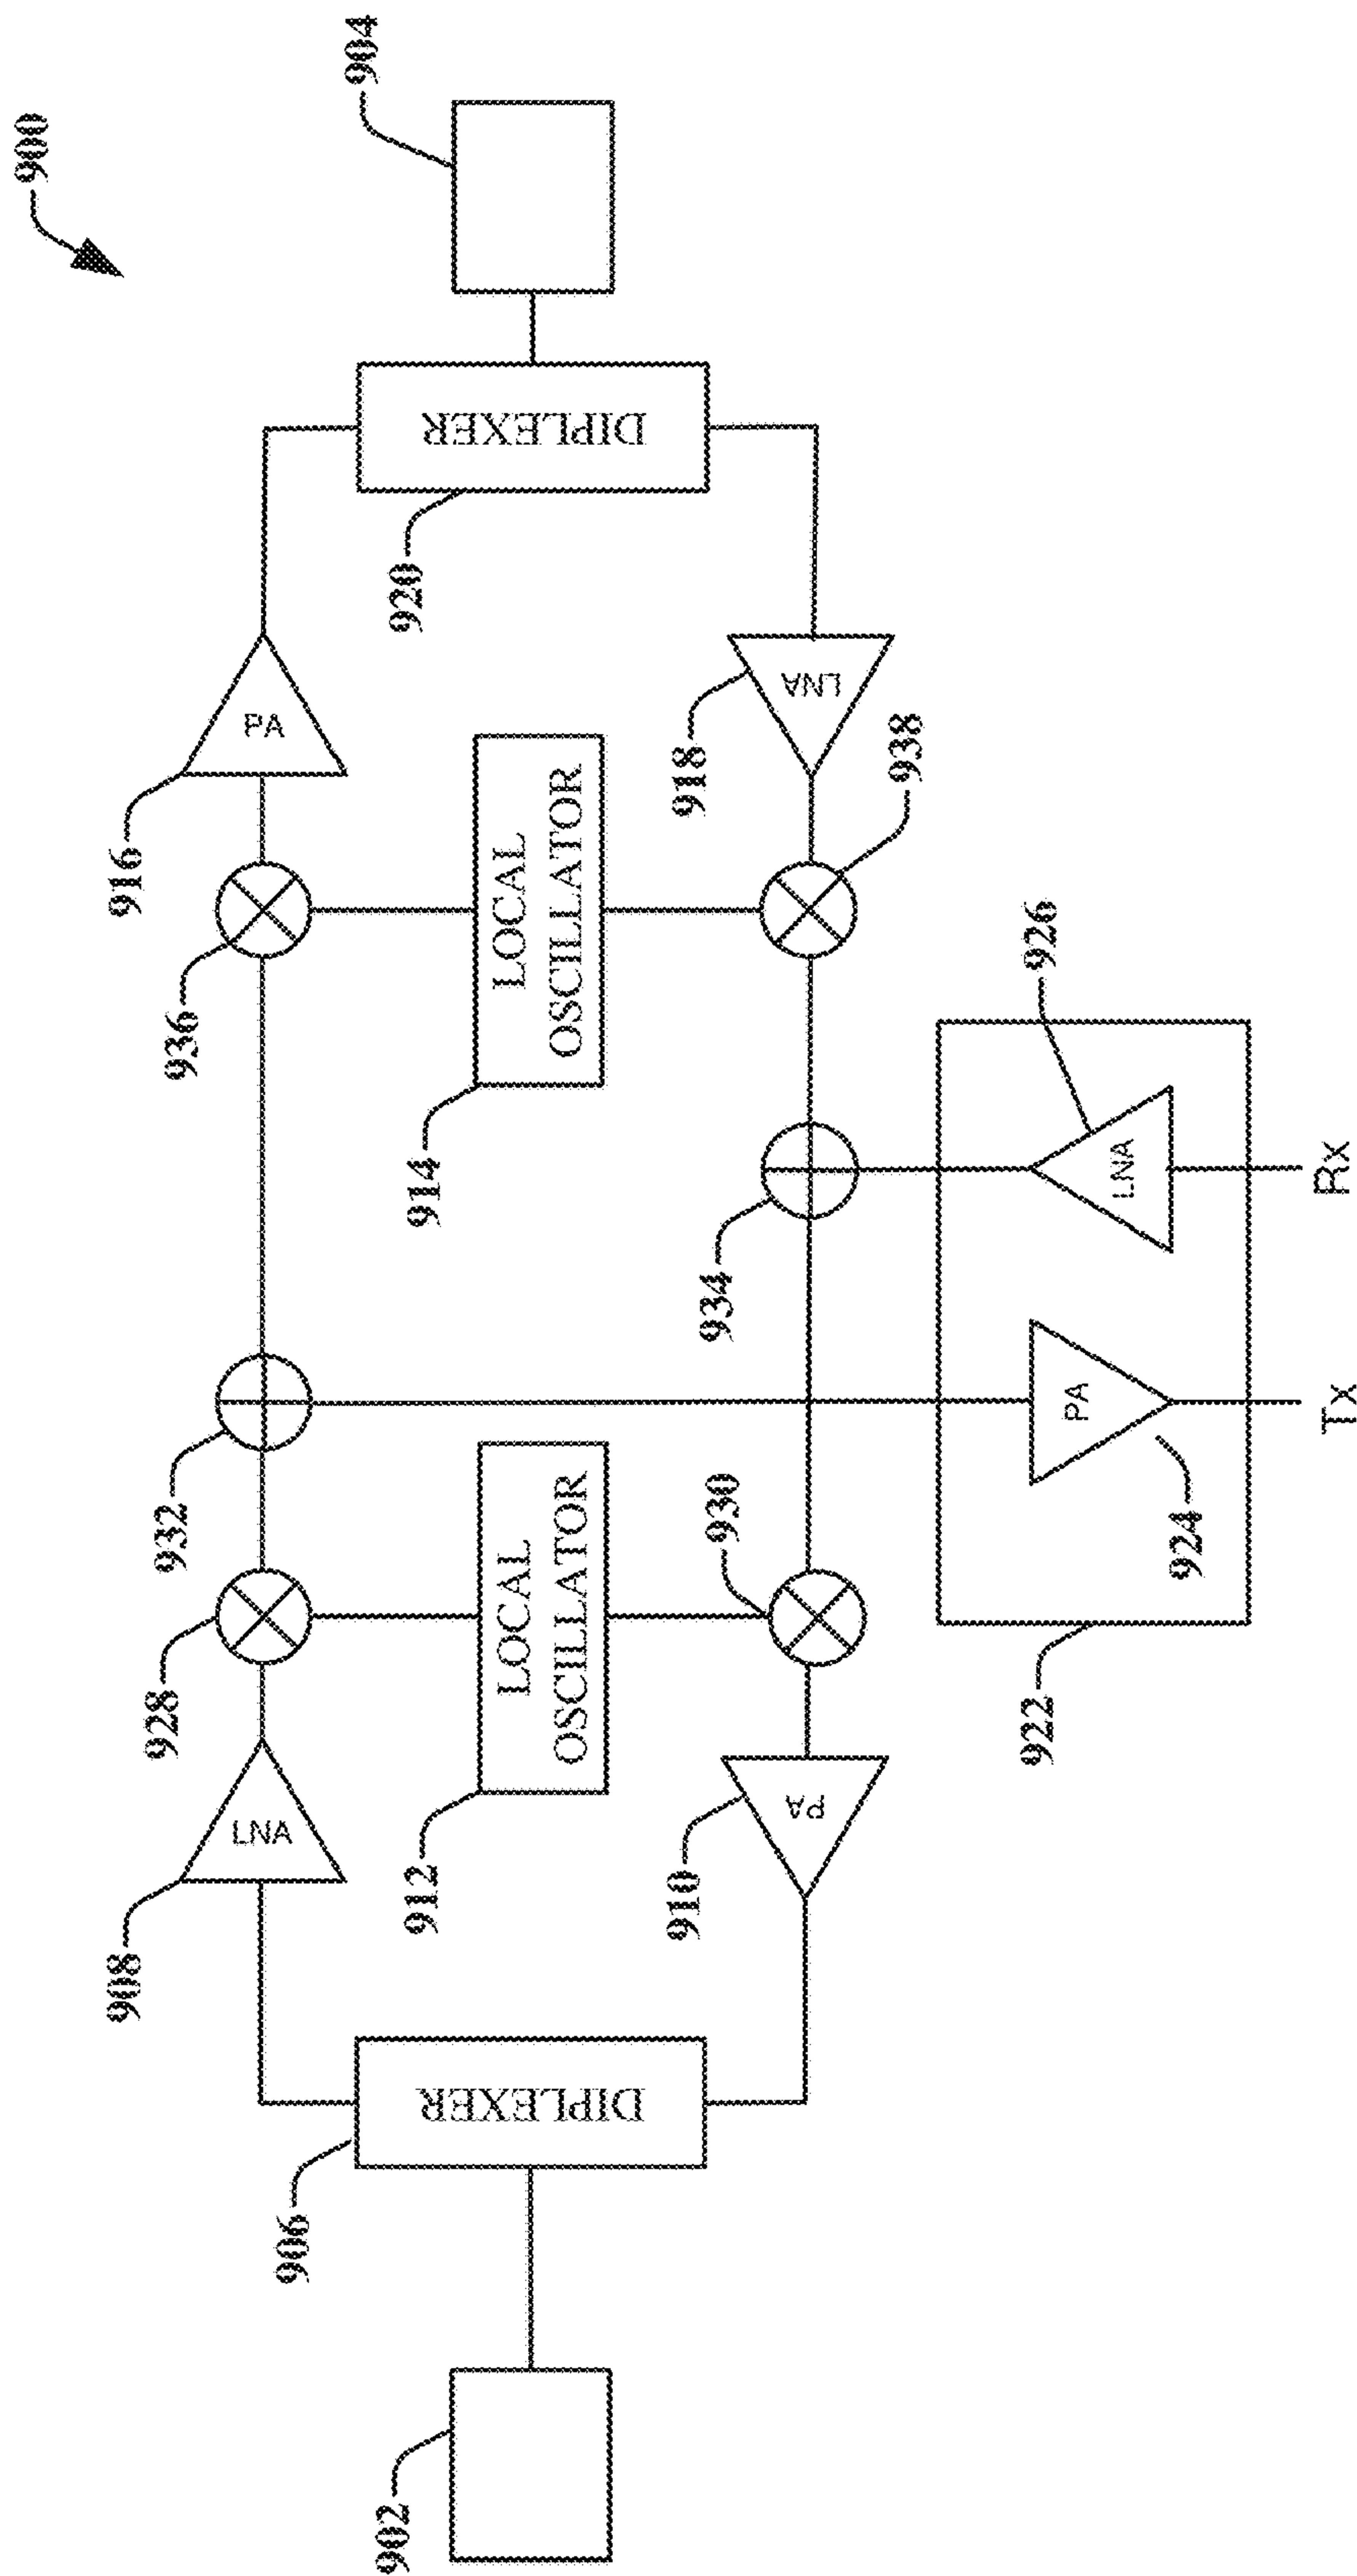 900
904
916
PA
936
920
DIPLEXER
918
LNA
938
914
LOCAL
OSCILLATOR
926
LNA
Rx
934
932
928
LNA
908
912
LOCAL
OSCILLATOR
930
PA
924
Tx
922
910
PA
906
DIPLEXER
902